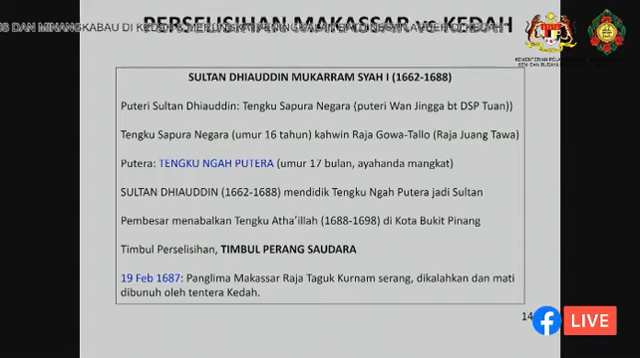 PERSELISIHAN MAKASSAR vs KEDAH
SULTAN DHIAUDDIN MUKARRAM SYAH I (1662-1688)
Puteri Sultan Dhiauddin: Tengku Sapura Negara (puteri Wan Jingga bt DSP Tuan))
Tengku Sapura Negara (umur 16 tahun) kahwin Raja Gowa-Tallo (Raja Juang Tawa)
Putera: TENGKU NGAH PUTERA (umur 17 bulan, ayahanda mangkat)
SULTAN DHIAUDDIN (1662-1688) mendidik Tengku Ngah Putera jadi Sultan
Pembesar menabalkan Tengku Atha'illah (1688-1698) di Kota Bukit Pinang
Timbul Perselisihan, TIMBUL PERANG SAUDARA
19 Feb 1687: Panglima Makassar Raja Taguk Kurnam serang, dikalahkan dan mati
dibunuh oleh tentera Kedah.
14
LIVE